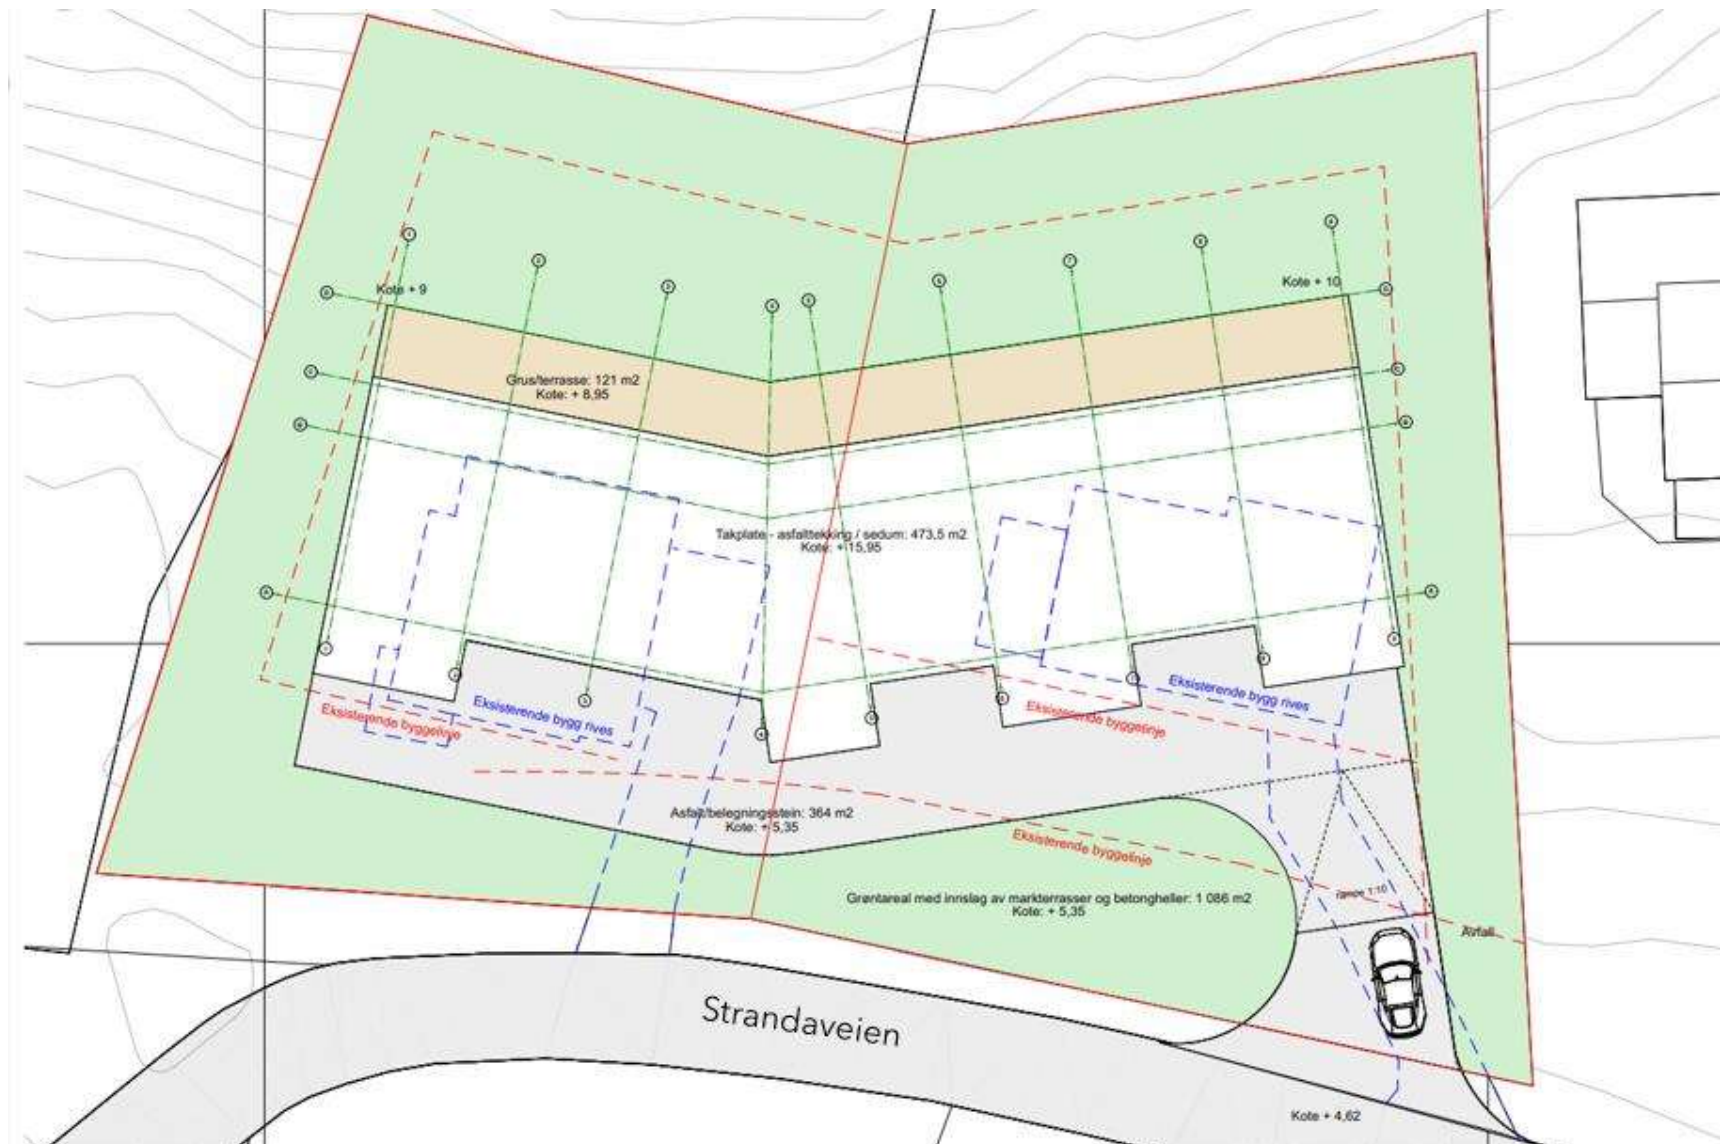 Kote + 9
Kote + 10
Grus/terrasse: 121 m2
Kote: + 8,95
Takplate - asfalttekking / sedum: 473,5 m2
Kote: + 15,95
Eksisterende byggelinje
Eksisterende bygg rives
Eksisterende bygg rives
Eksisterende byggelinje
Asfalt/belegningsstein: 364 m2
Kote: + 5,35
Eksisterende byggelinje
Grøntareal med innslag av markterrasser og betongheller: 1 086 m2
Kote: + 5,35
rampe 1:10
Avfall
Strandaveien
Kote + 4,62